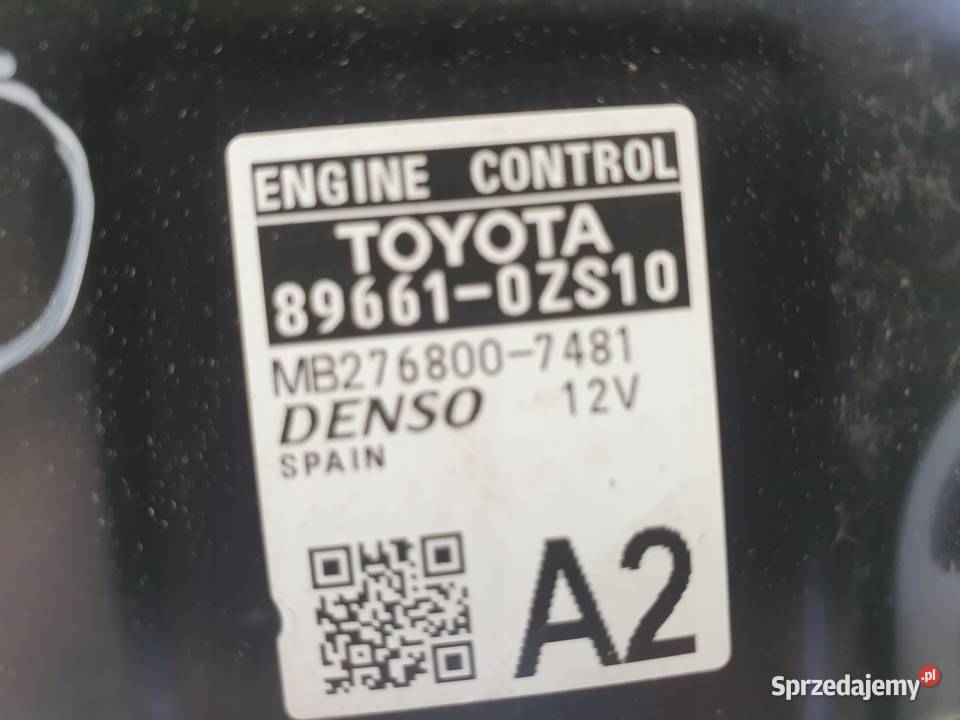 ENGINE CONTROL
TOYOTA
89661-0ZS10
MB276800-7481
DENSO 12V
SPAIN
A2
Sprzedajemy.pl